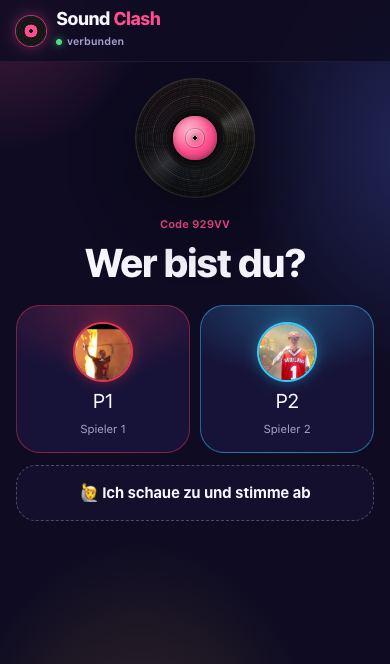 Sound Clash
verbunden
Code 929VV
Wer bist du?
P1
P2
Spieler 1
Spieler 2
🙋 Ich schaue zu und stimme ab